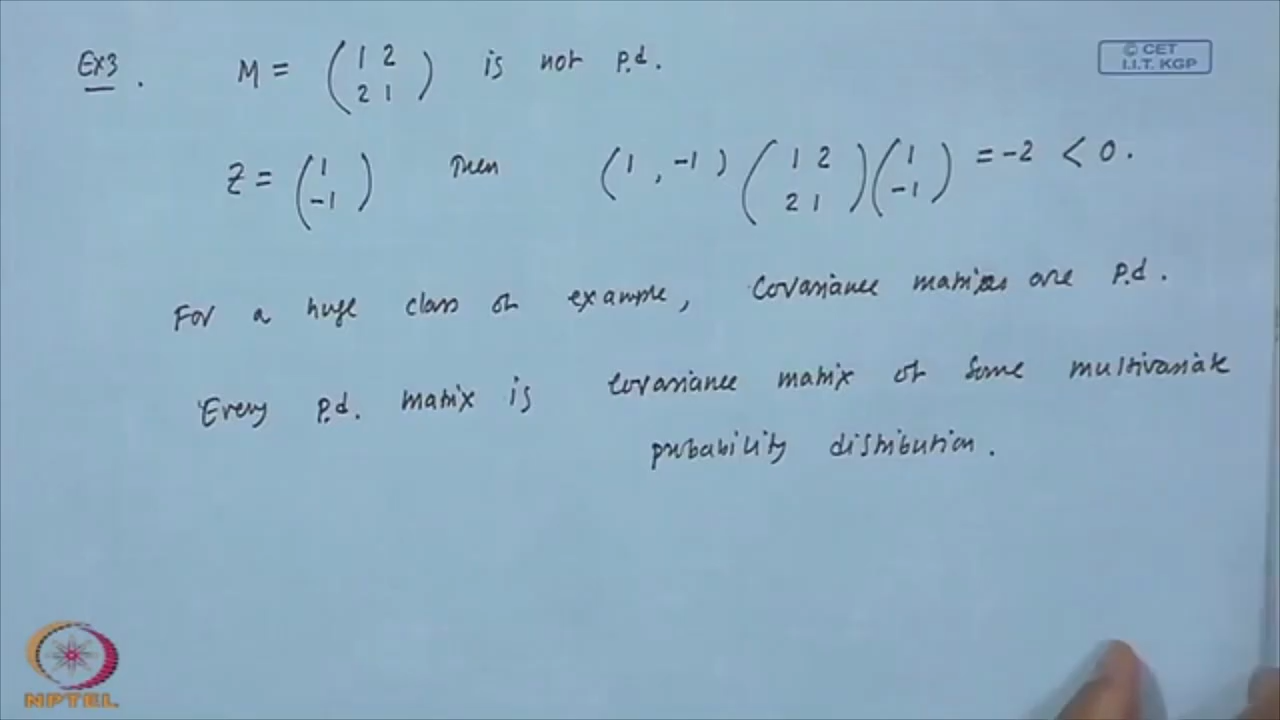 Ex3. M = ( 1 2 ; 2 1 ) is not p.d.
© CET
I.I.T. KGP
Z = ( 1 ; -1 ) Then (1, -1) ( 1 2 ; 2 1 ) ( 1 ; -1 ) = -2 < 0.
For a huge class of example, Covariance matrixes are p.d.
Every p.d. matrix is covariance matrix of some multivariate
probability distribution.
NPTEL